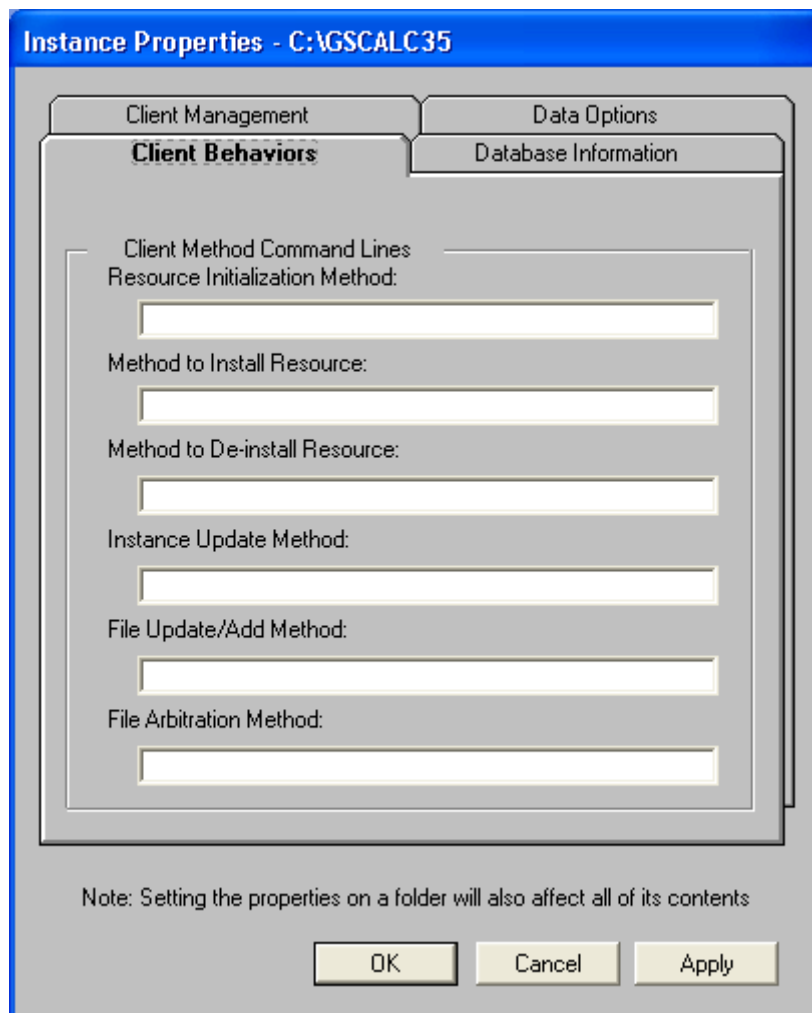 Instance Properties - C:\GSCALC35
Client Management
Data Options
Client Behaviors
Database Information
Client Method Command Lines
Resource Initialization Method:
Method to Install Resource:
Method to De-install Resource:
Instance Update Method:
File Update/Add Method:
File Arbitration Method:
Note: Setting the properties on a folder will also affect all of its contents
OK
Cancel
Apply